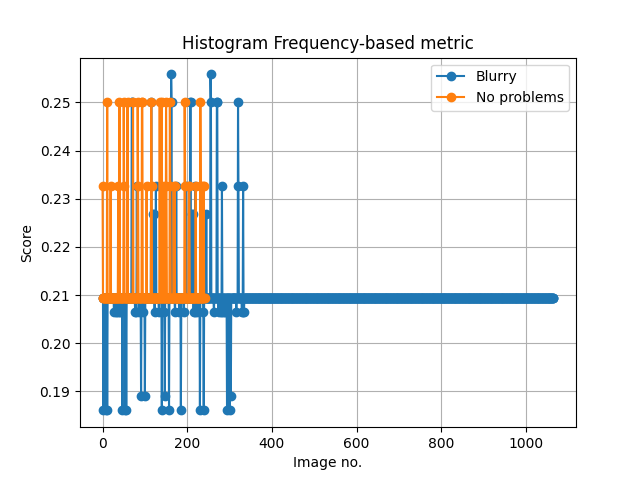 Histogram Frequency-based metric
Blurry
No problems
0.25
0.24
0.23
0.22
0.21
0.20
0.19
Score
0 200 400 600 800 1000
Image no.